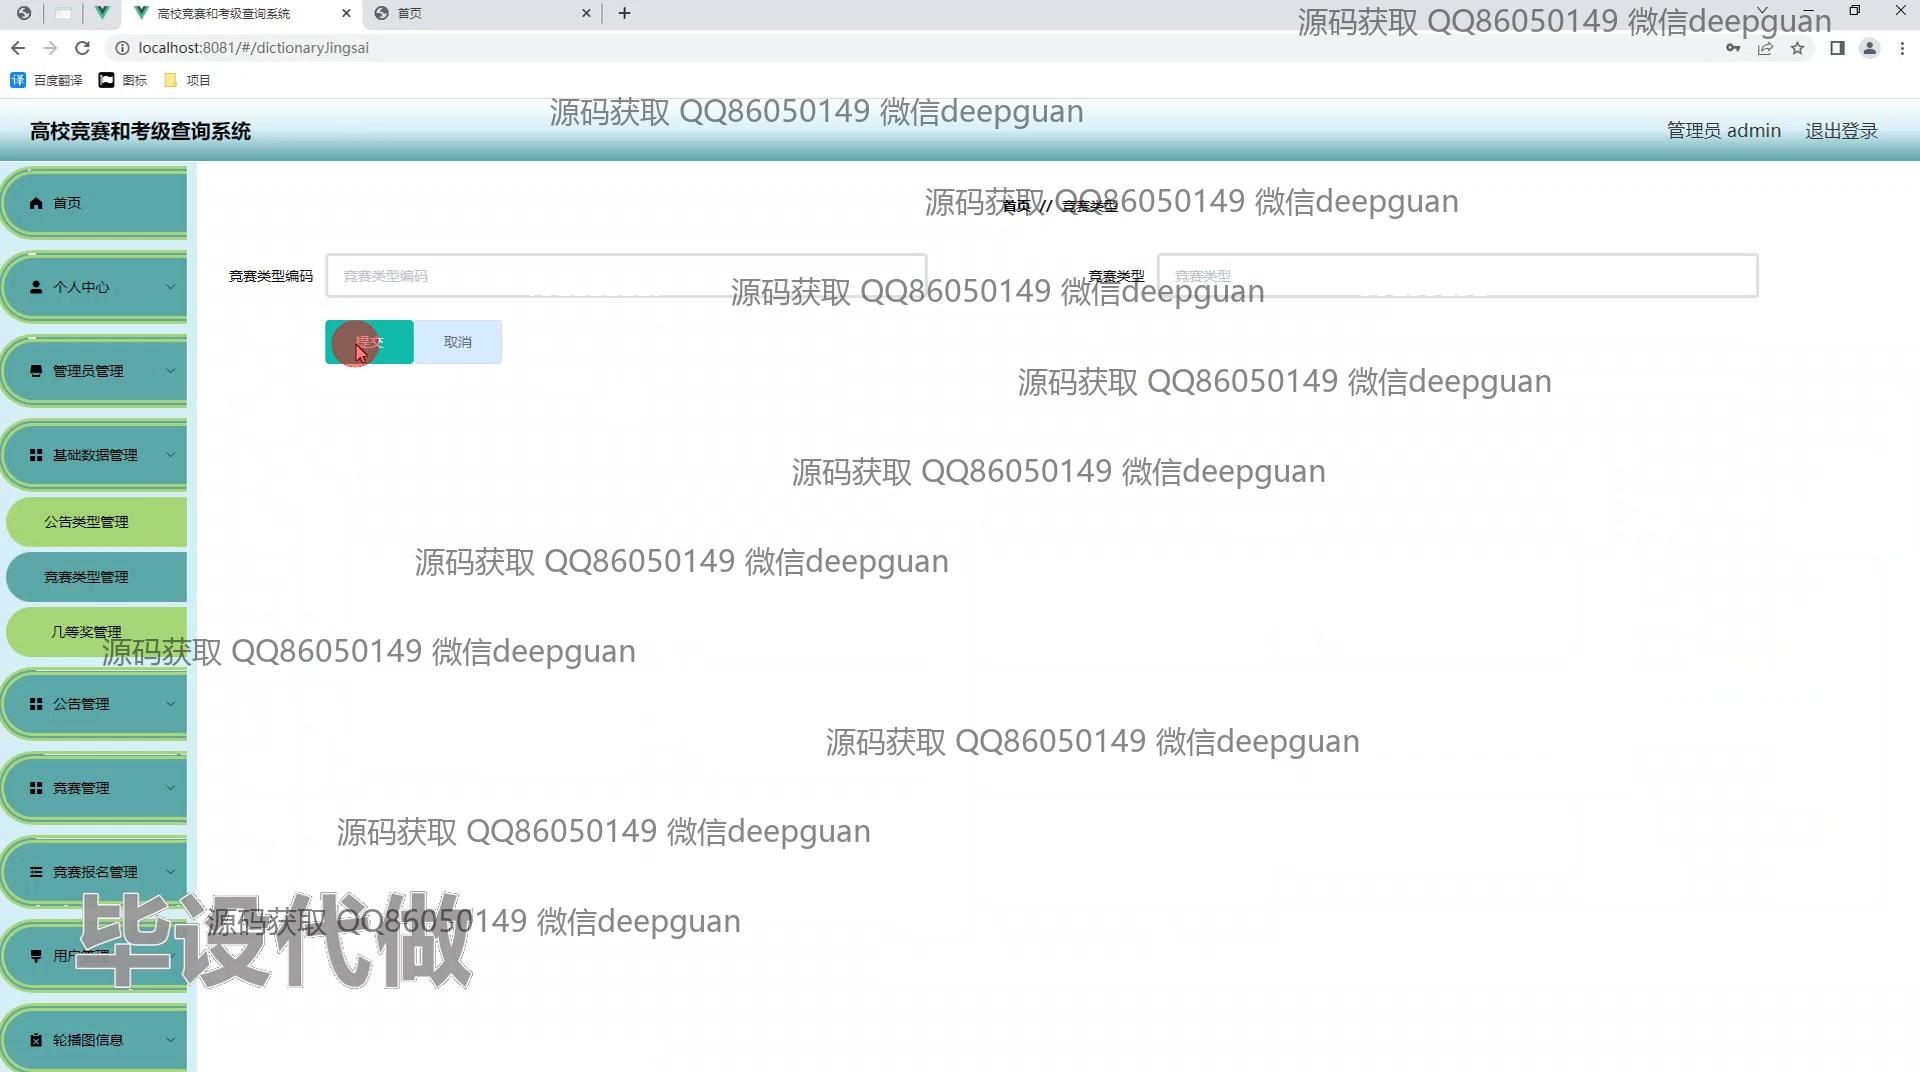 高校竞赛和考级查询系统
首页
源码获取 QQ86050149 微信deepguan
localhost:8081/#/dictionaryJingsai
百度翻译
图标
项目
源码获取 QQ86050149 微信deepguan
高校竞赛和考级查询系统
管理员 admin
退出登录
首页
源码获取 QQ86050149 微信deepguan
首页 // 竞赛类型
个人中心
竞赛类型编码
竞赛类型编码
竞赛类型
竞赛类型
源码获取 QQ86050149 微信deepguan
提交
取消
管理员管理
源码获取 QQ86050149 微信deepguan
基础数据管理
源码获取 QQ86050149 微信deepguan
公告类型管理
源码获取 QQ86050149 微信deepguan
竞赛类型管理
几等奖管理
源码获取 QQ86050149 微信deepguan
公告管理
源码获取 QQ86050149 微信deepguan
竞赛管理
源码获取 QQ86050149 微信deepguan
竞赛报名管理
源码获取 QQ86050149 微信deepguan
毕设代做
用户管理
轮播图信息